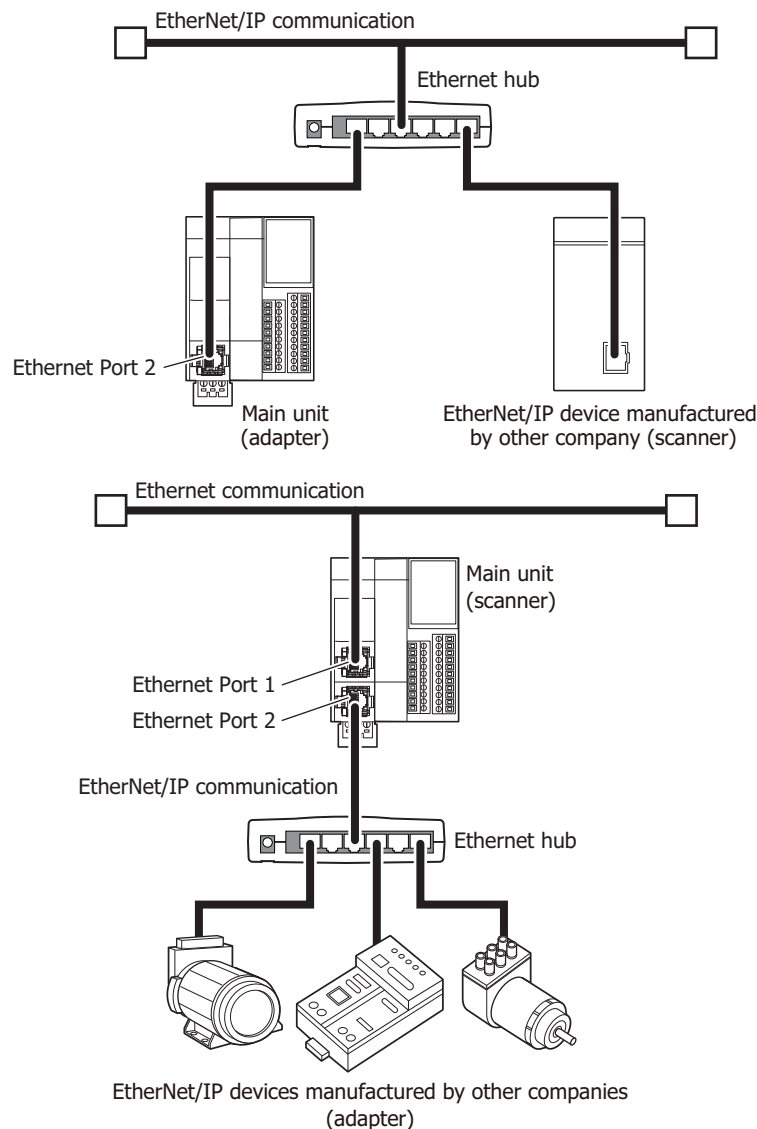 EtherNet/IP communication
Ethernet hub
Ethernet Port 2
Main unit
(adapter)
EtherNet/IP device manufactured
by other company (scanner)
Ethernet communication
Main unit
(scanner)
Ethernet Port 1
Ethernet Port 2
EtherNet/IP communication
Ethernet hub
EtherNet/IP devices manufactured by other companies
(adapter)